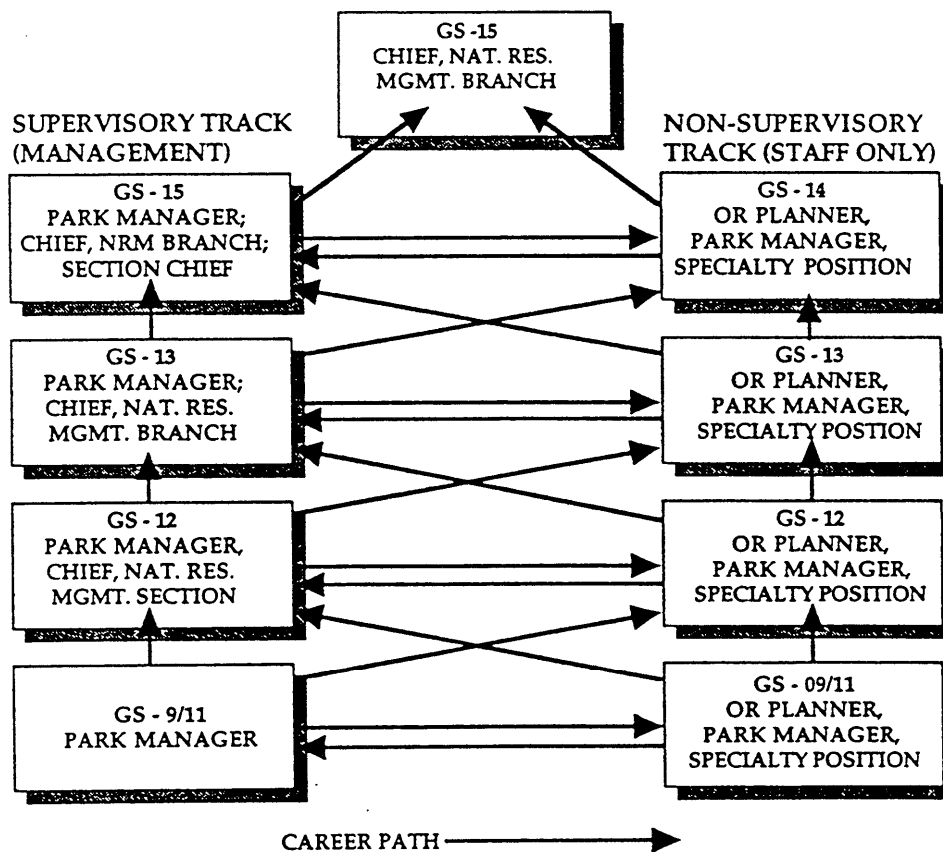 GS -15
CHIEF, NAT. RES.
MGMT. BRANCH
SUPERVISORY TRACK
(MANAGEMENT)
NON-SUPERVISORY
TRACK (STAFF ONLY)
GS - 15
PARK MANAGER;
CHIEF, NRM BRANCH;
SECTION CHIEF
GS - 14
OR PLANNER,
PARK MANAGER,
SPECIALTY POSITION
GS - 13
PARK MANAGER;
CHIEF, NAT. RES.
MGMT. BRANCH
GS - 13
OR PLANNER,
PARK MANAGER,
SPECIALTY POSTION
GS - 12
PARK MANAGER,
CHIEF, NAT. RES.
MGMT. SECTION
GS - 12
OR PLANNER,
PARK MANAGER,
SPECIALTY POSITION
GS - 9/11
PARK MANAGER
GS - 09/11
OR PLANNER,
PARK MANAGER,
SPECIALTY POSITION
CAREER PATH